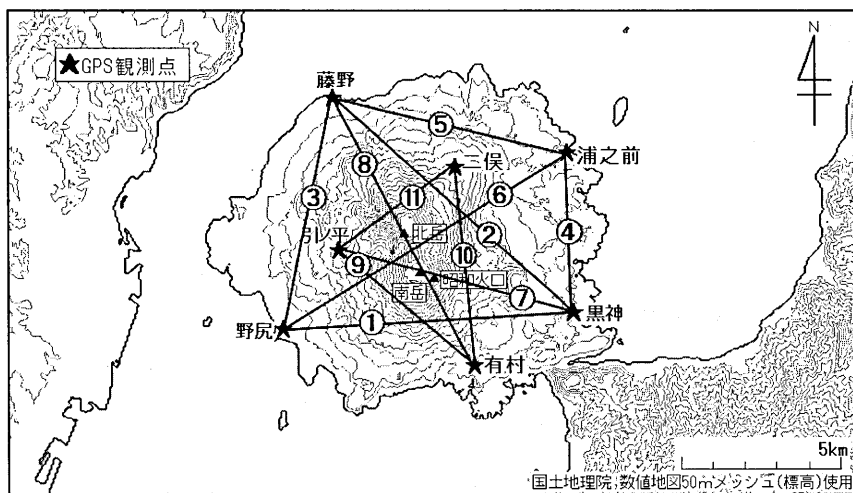 N
★GPS観測点
藤野
⑤
浦之前
三俣
⑧
⑥
③
⑪
北岳
②
④
引ノ平
⑩
⑨
昭和火口
南岳
⑦
黒神
野尻
①
有村
5km
国土地理院,数値地図50mメッシュ(標高)使用